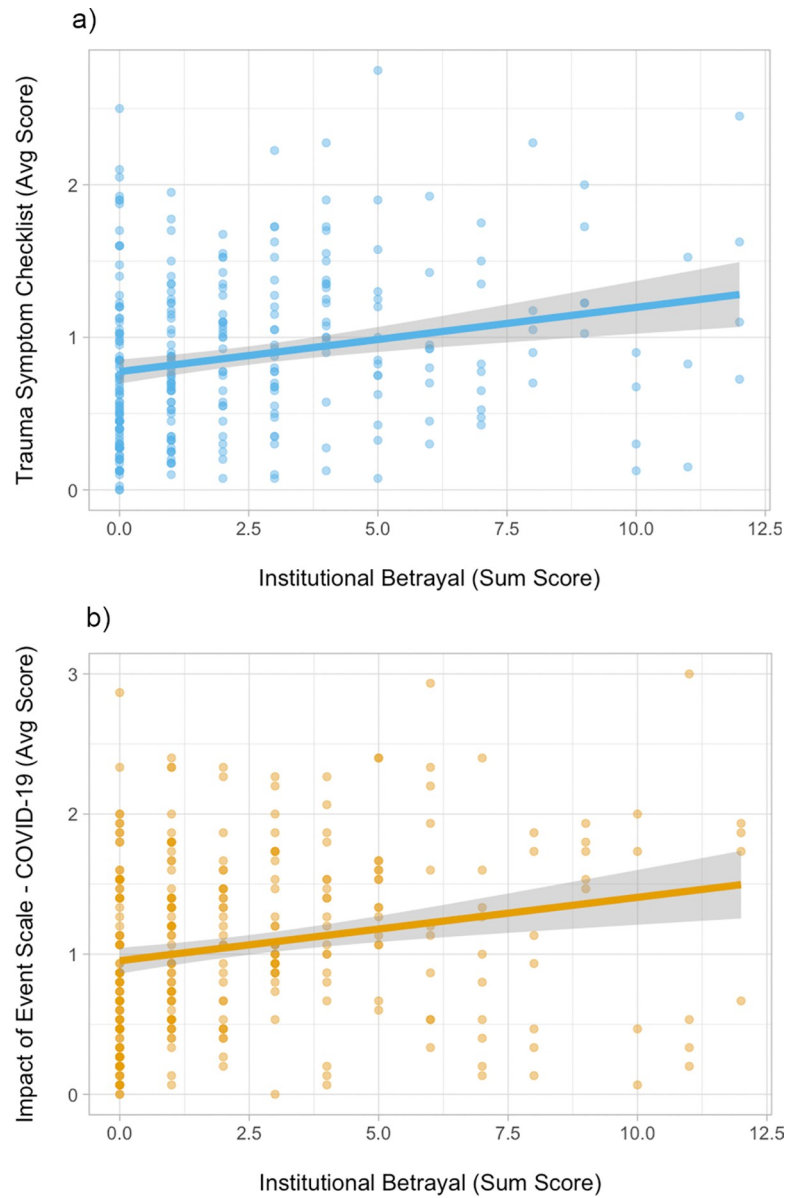 a)
Trauma Symptom Checklist (Avg Score)
2
1
0
0.0 2.5 5.0 7.5 10.0 12.5
Institutional Betrayal (Sum Score)
b)
Impact of Event Scale - COVID-19 (Avg Score)
3
2
1
0
0.0 2.5 5.0 7.5 10.0 12.5
Institutional Betrayal (Sum Score)